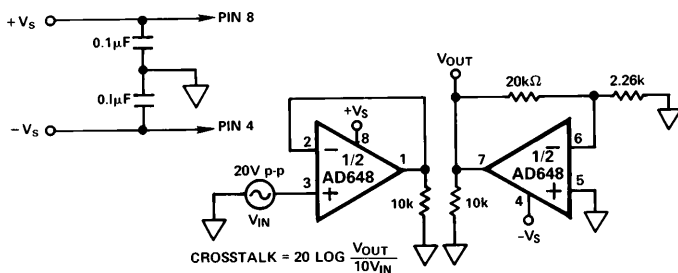 +VS
PIN 8
0.1µF
0.1µF
−VS
PIN 4
VOUT
20kΩ
2.26k
+VS
2
−
8
1/2
AD648
1
3
+
20V p-p
VIN
10k
10k
7
6
−
1/2
AD648
+
5
4
−VS
CROSSTALK = 20 LOG VOUT
10VIN